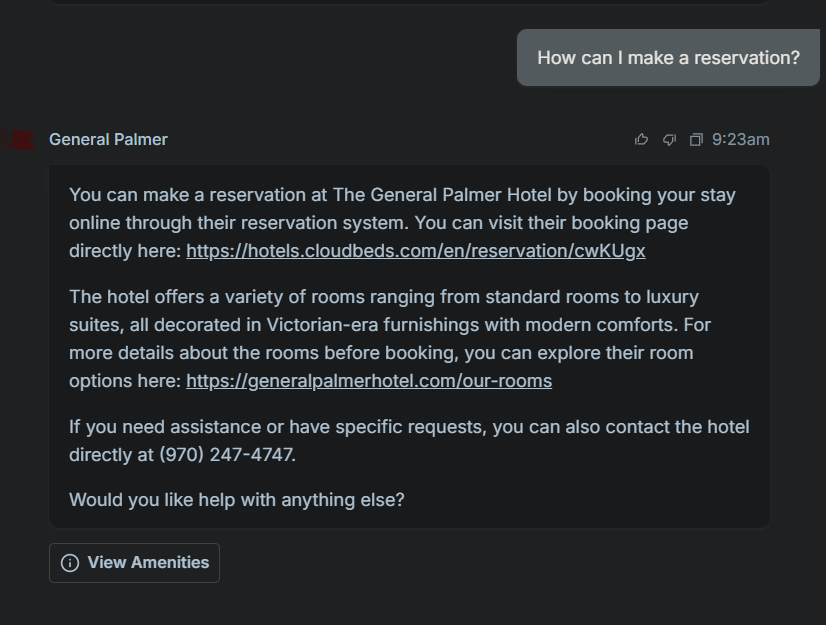 How can I make a reservation?
General Palmer
9:23am
You can make a reservation at The General Palmer Hotel by booking your stay
online through their reservation system. You can visit their booking page
directly here: https://hotels.cloudbeds.com/en/reservation/cwKUgx
The hotel offers a variety of rooms ranging from standard rooms to luxury
suites, all decorated in Victorian-era furnishings with modern comforts. For
more details about the rooms before booking, you can explore their room
options here: https://generalpalmerhotel.com/our-rooms
If you need assistance or have specific requests, you can also contact the hotel
directly at (970) 247-4747.
Would you like help with anything else?
View Amenities